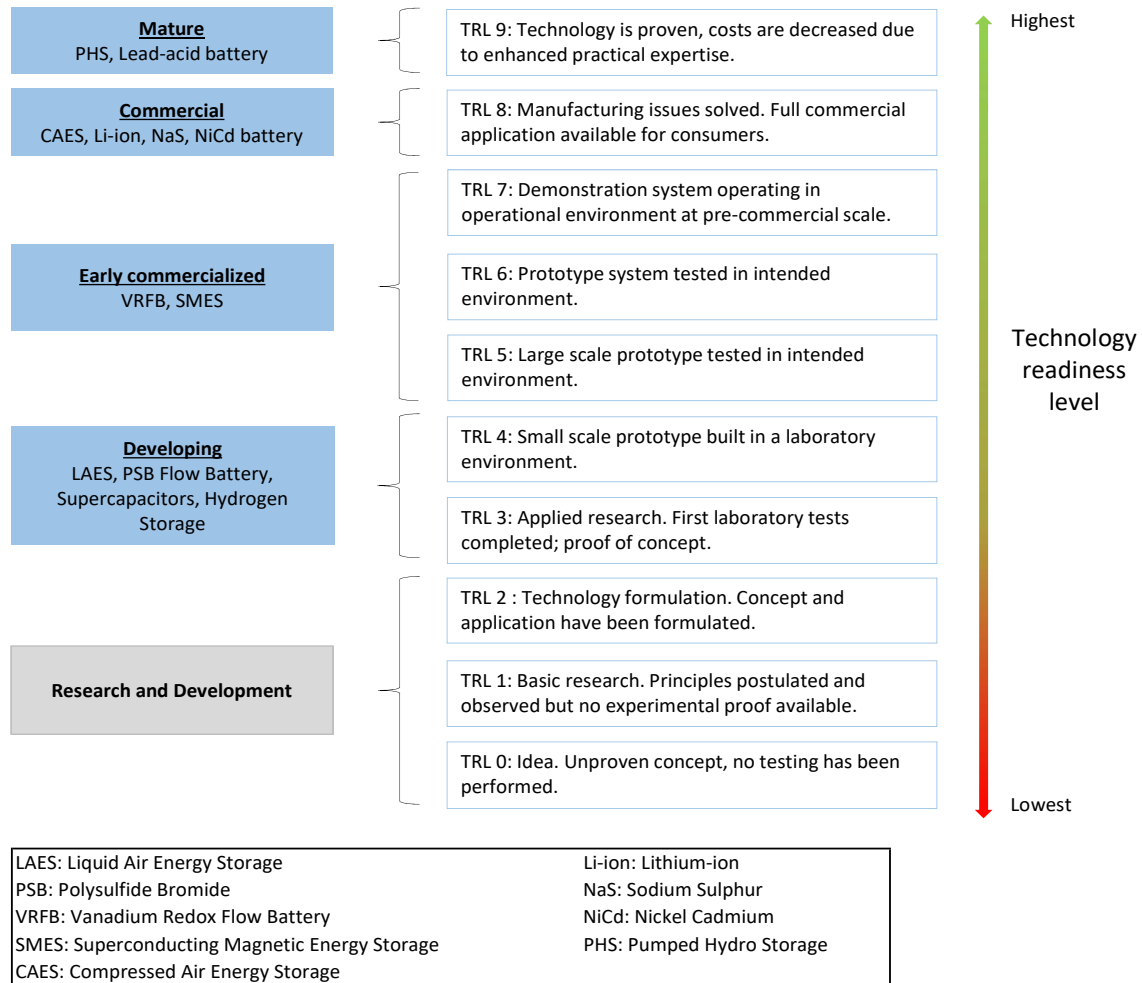 Mature
PHS, Lead-acid battery
TRL 9: Technology is proven, costs are decreased due
to enhanced practical expertise.
Highest
Commercial
CAES, Li-ion, NaS, NiCd battery
TRL 8: Manufacturing issues solved. Full commercial
application available for consumers.
TRL 7: Demonstration system operating in
operational environment at pre-commercial scale.
Early commercialized
VRFB, SMES
TRL 6: Prototype system tested in intended
environment.
TRL 5: Large scale prototype tested in intended
environment.
Technology
readiness
level
Developing
LAES, PSB Flow Battery,
Supercapacitors, Hydrogen
Storage
TRL 4: Small scale prototype built in a laboratory
environment.
TRL 3: Applied research. First laboratory tests
completed; proof of concept.
TRL 2 : Technology formulation. Concept and
application have been formulated.
Research and Development
TRL 1: Basic research. Principles postulated and
observed but no experimental proof available.
TRL 0: Idea. Unproven concept, no testing has been
performed.
Lowest
LAES: Liquid Air Energy Storage
PSB: Polysulfide Bromide
VRFB: Vanadium Redox Flow Battery
SMES: Superconducting Magnetic Energy Storage
CAES: Compressed Air Energy Storage
Li-ion: Lithium-ion
NaS: Sodium Sulphur
NiCd: Nickel Cadmium
PHS: Pumped Hydro Storage